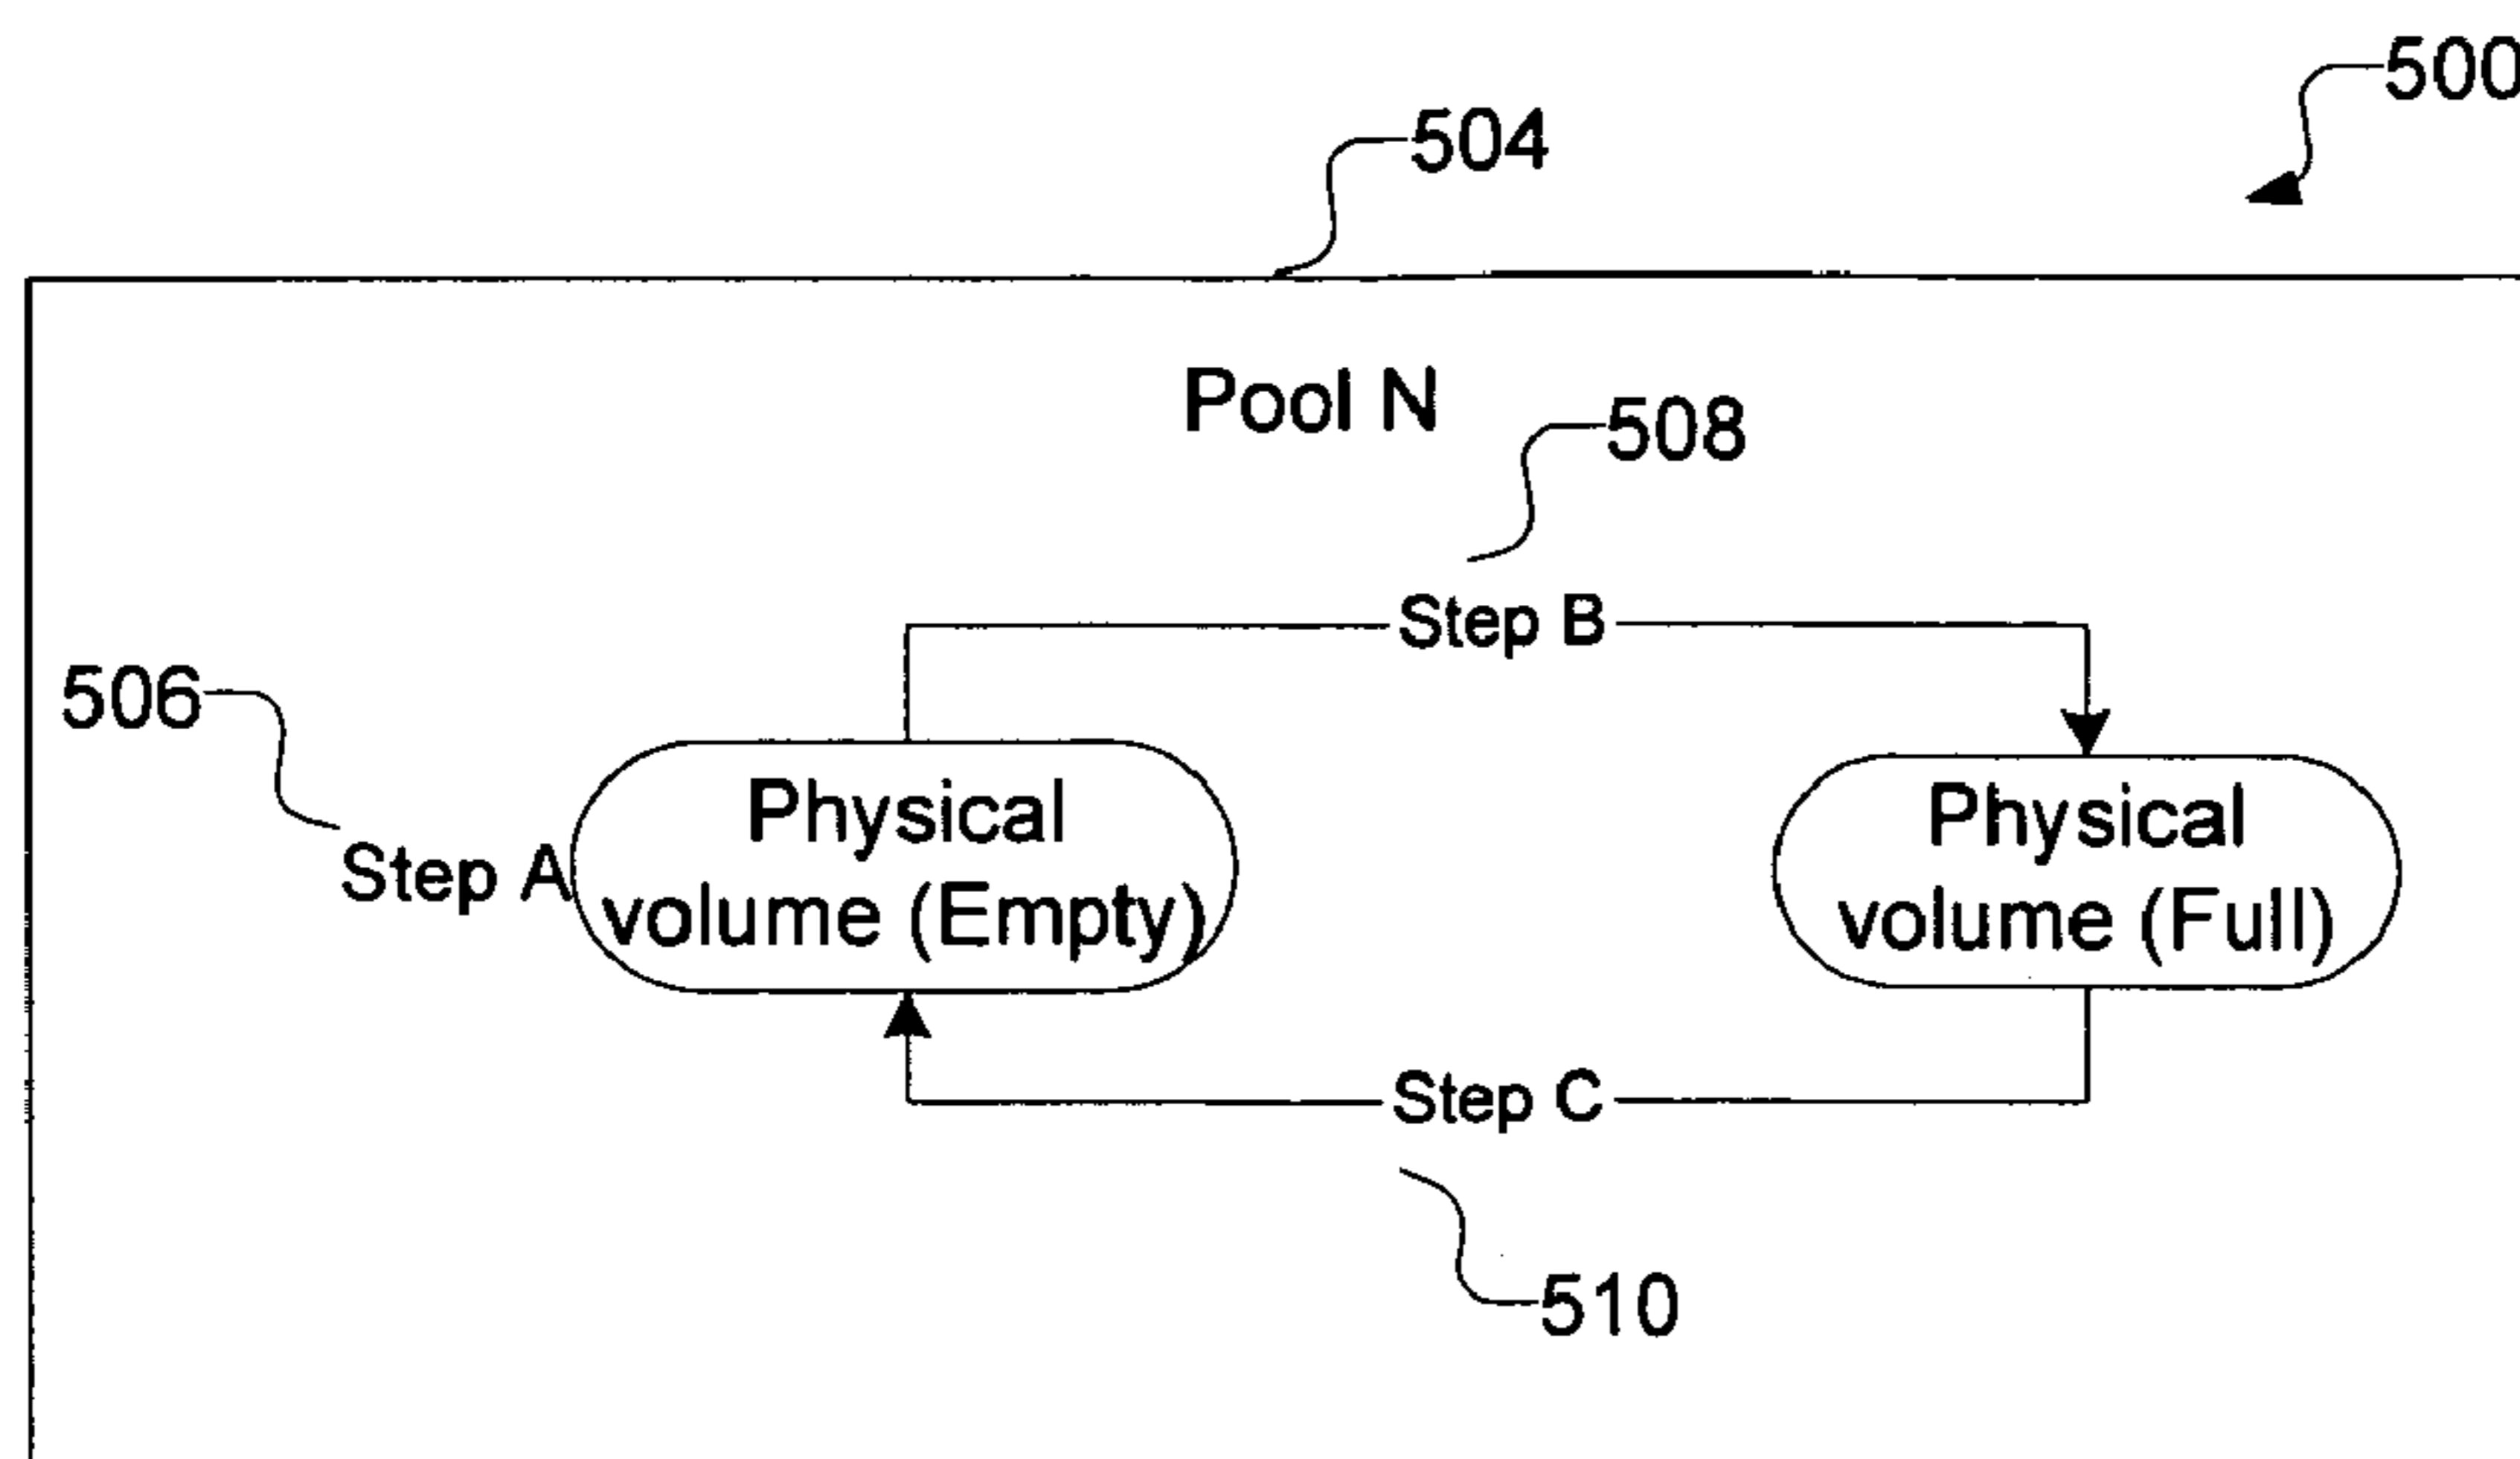 500
504
Pool N
508
Step B
506
Step A
Physical
volume (Empty)
Physical
volume (Full)
Step C
510